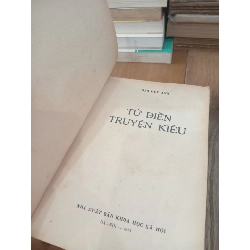 TỪ ĐIỂN
TRUYỆN KIỀU
NHÀ XUẤT BẢN KHOA HỌC XÃ HỘI